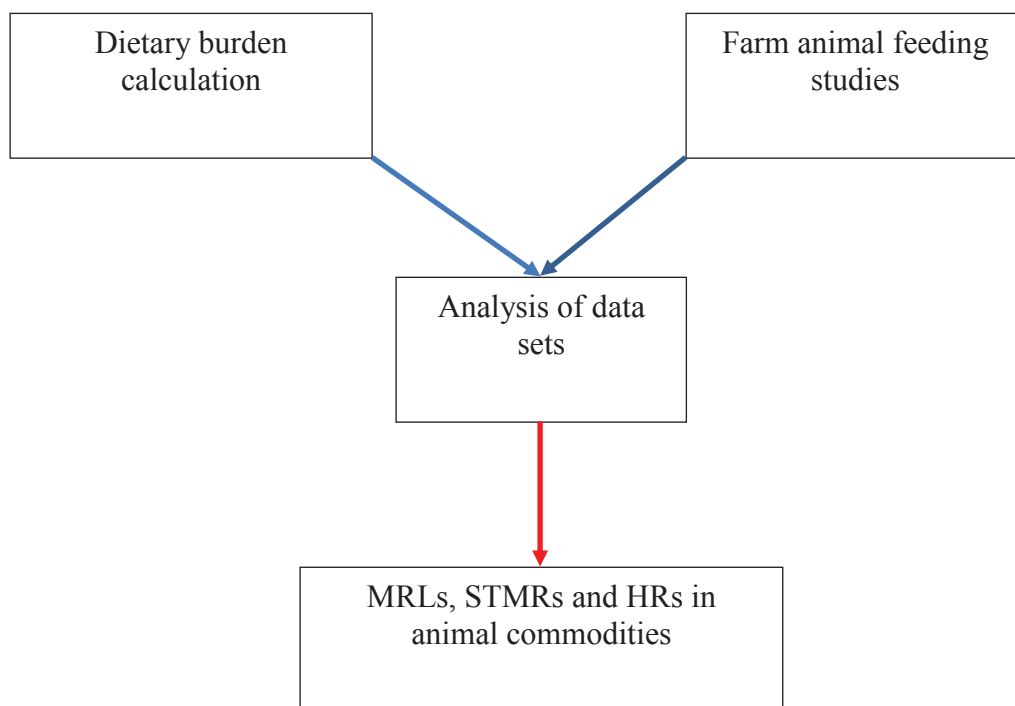 Dietary burden
calculation
Farm animal feeding
studies
Analysis of data
sets
MRLs, STMRs and HRs in
animal commodities